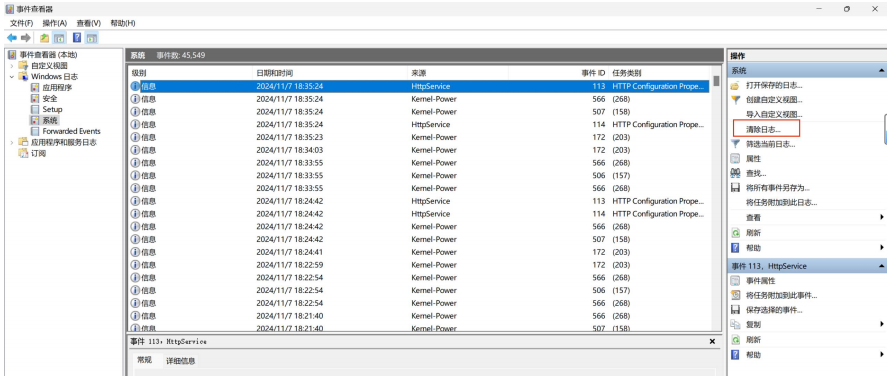 事件查看器
文件(F) 操作(A) 查看(V) 帮助(H)
事件查看器 (本地)
自定义视图
Windows 日志
应用程序
安全
Setup
系统
Forwarded Events
应用程序和服务日志
订阅
系统 事件数: 45,549
级别 日期和时间 来源 事件 ID 任务类别
信息 2024/11/7 18:35:24 HttpService 113 HTTP Configuration Prope...
信息 2024/11/7 18:35:24 Kernel-Power 566 (268)
信息 2024/11/7 18:35:24 Kernel-Power 507 (158)
信息 2024/11/7 18:35:24 HttpService 114 HTTP Configuration Prope...
信息 2024/11/7 18:35:23 Kernel-Power 172 (203)
信息 2024/11/7 18:34:03 Kernel-Power 172 (203)
信息 2024/11/7 18:33:55 Kernel-Power 566 (268)
信息 2024/11/7 18:33:55 Kernel-Power 506 (157)
信息 2024/11/7 18:33:55 Kernel-Power 566 (268)
信息 2024/11/7 18:24:42 HttpService 113 HTTP Configuration Prope...
信息 2024/11/7 18:24:42 HttpService 114 HTTP Configuration Prope...
信息 2024/11/7 18:24:42 Kernel-Power 566 (268)
信息 2024/11/7 18:24:42 Kernel-Power 507 (158)
信息 2024/11/7 18:24:41 Kernel-Power 172 (203)
信息 2024/11/7 18:22:59 Kernel-Power 172 (203)
信息 2024/11/7 18:22:54 Kernel-Power 566 (268)
信息 2024/11/7 18:22:54 Kernel-Power 506 (157)
信息 2024/11/7 18:22:54 Kernel-Power 566 (268)
信息 2024/11/7 18:21:40 Kernel-Power 566 (268)
信息 2024/11/7 18:21:40 Kernel-Power 507 (158)
事件 113，HttpService
常规 详细信息
操作
系统
打开保存的日志...
创建自定义视图...
导入自定义视图...
清除日志...
筛选当前日志...
属性
查找...
将所有事件另存为...
将任务附加到此日志...
查看
刷新
帮助
事件 113，HttpService
事件属性
将任务附加到此事件...
保存选择的事件...
复制
刷新
帮助